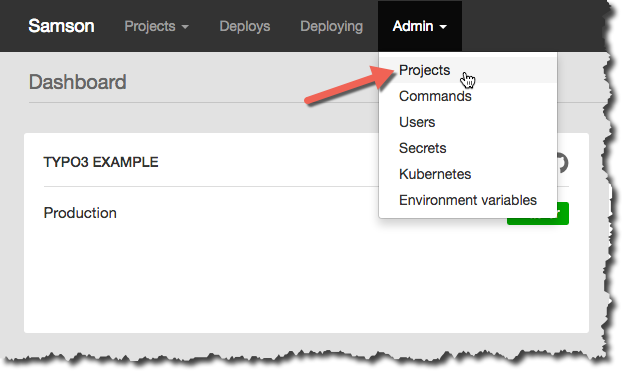 Samson Projects Deploys Deploying Admin
Projects
Dashboard
Commands
Users
TYPO3 EXAMPLE
Secrets
Kubernetes
Environment variables
Production